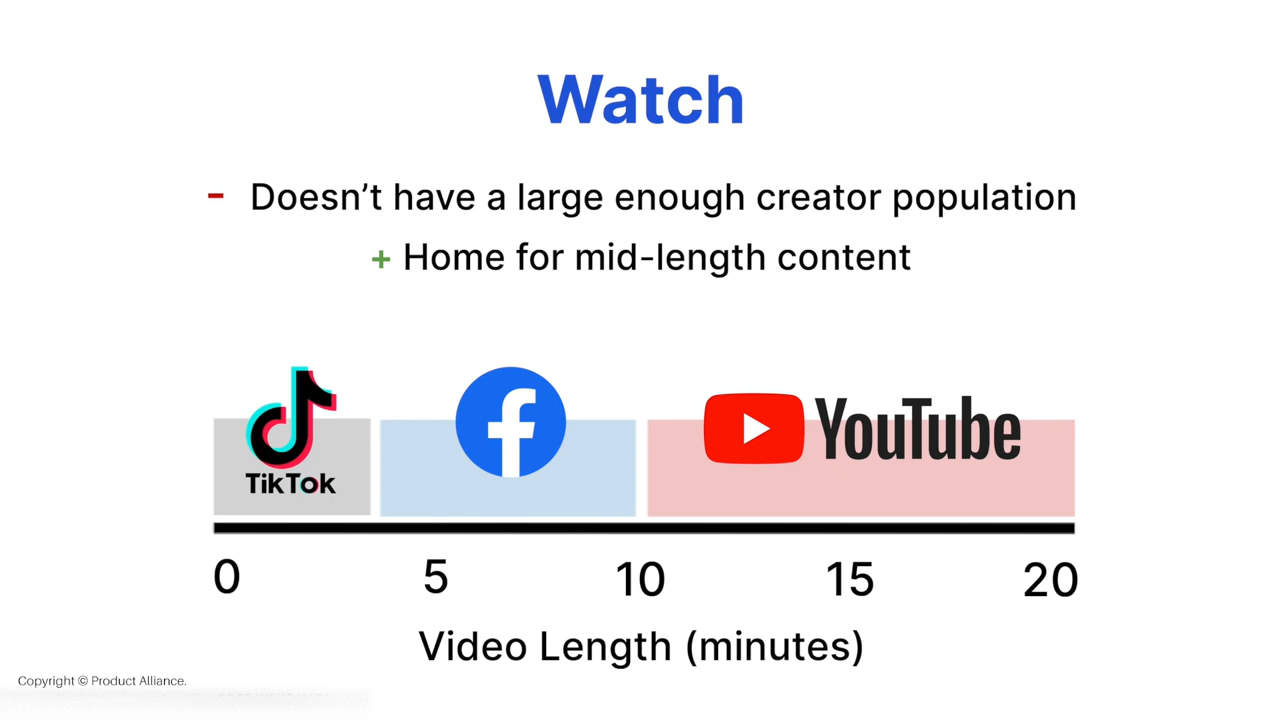 Watch
- Doesn’t have a large enough creator population
+ Home for mid-length content
TikTok
YouTube
0 5 10 15 20
Video Length (minutes)
Copyright © Product Alliance.